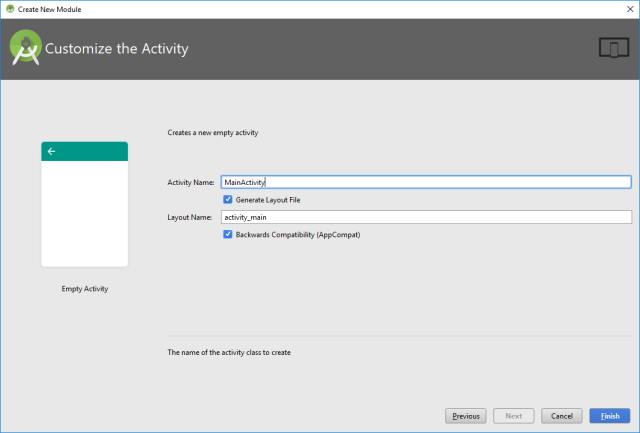 Create New Module
Customize the Activity
Creates a new empty activity
Activity Name: MainActivity
Generate Layout File
Layout Name: activity_main
Backwards Compatibility (AppCompat)
Empty Activity
The name of the activity class to create
Previous Next Cancel Finish